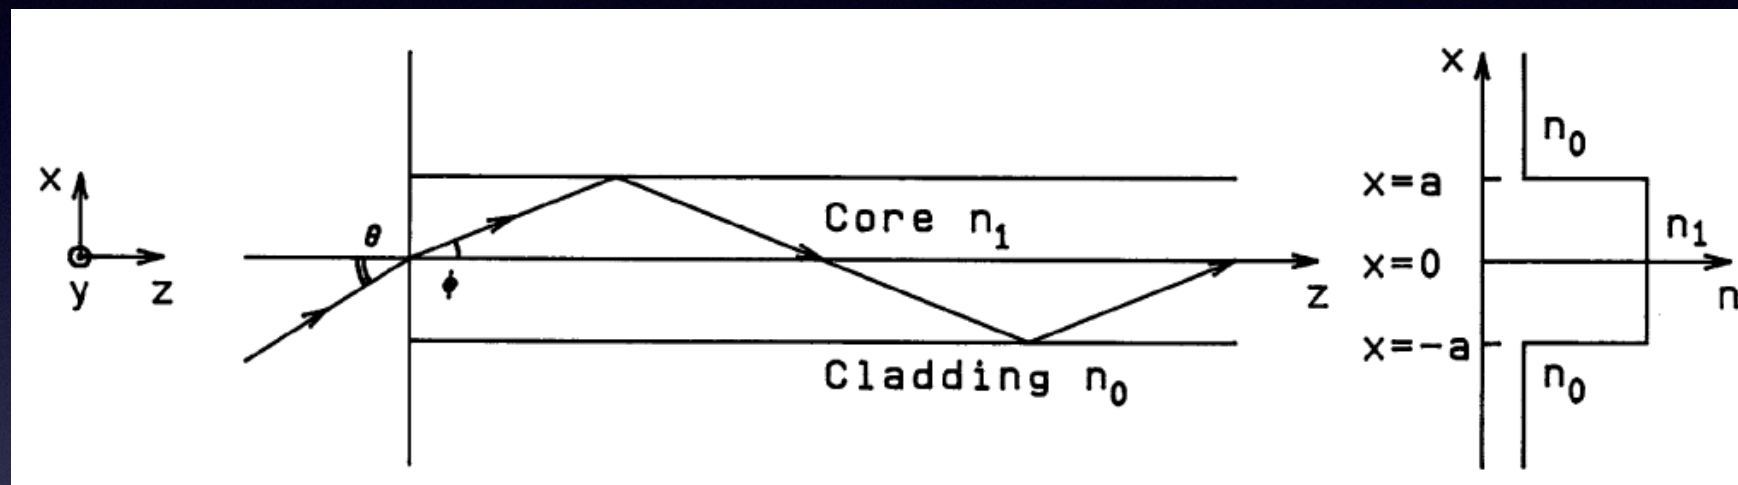 x
y
z
θ
ϕ
Core n₁
z
Cladding n₀
x
n₀
x=a
n₁
x=0
n
x=-a
n₀